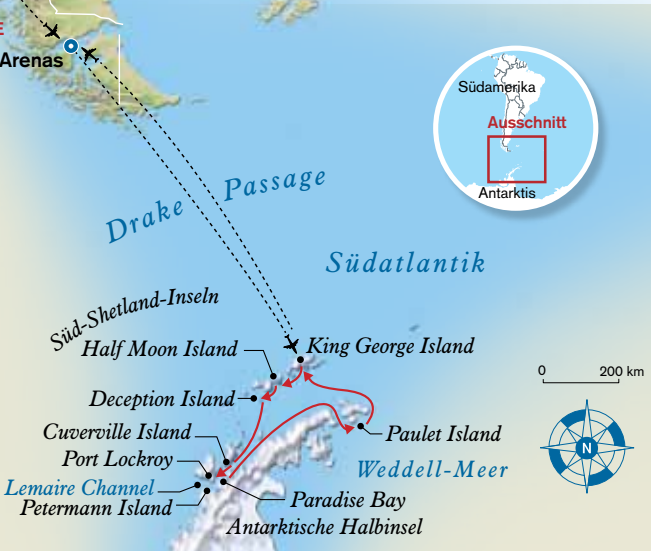 E
Arenas
Südamerika
Ausschnitt
Antarktis
Drake Passage
Südatlantik
Süd-Shetland-Inseln
Half Moon Island
King George Island
0 200 km
Deception Island
Cuverville Island
Paulet Island
Port Lockroy
Weddell-Meer
N
Lemaire Channel
Petermann Island
Paradise Bay
Antarktische Halbinsel